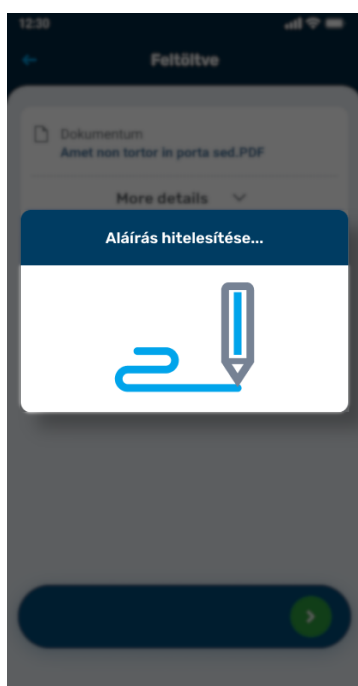 12:30
Feltöltve
Dokumentum
Amet non tortor in porta sed.PDF
More details
Aláírás hitelesítése...